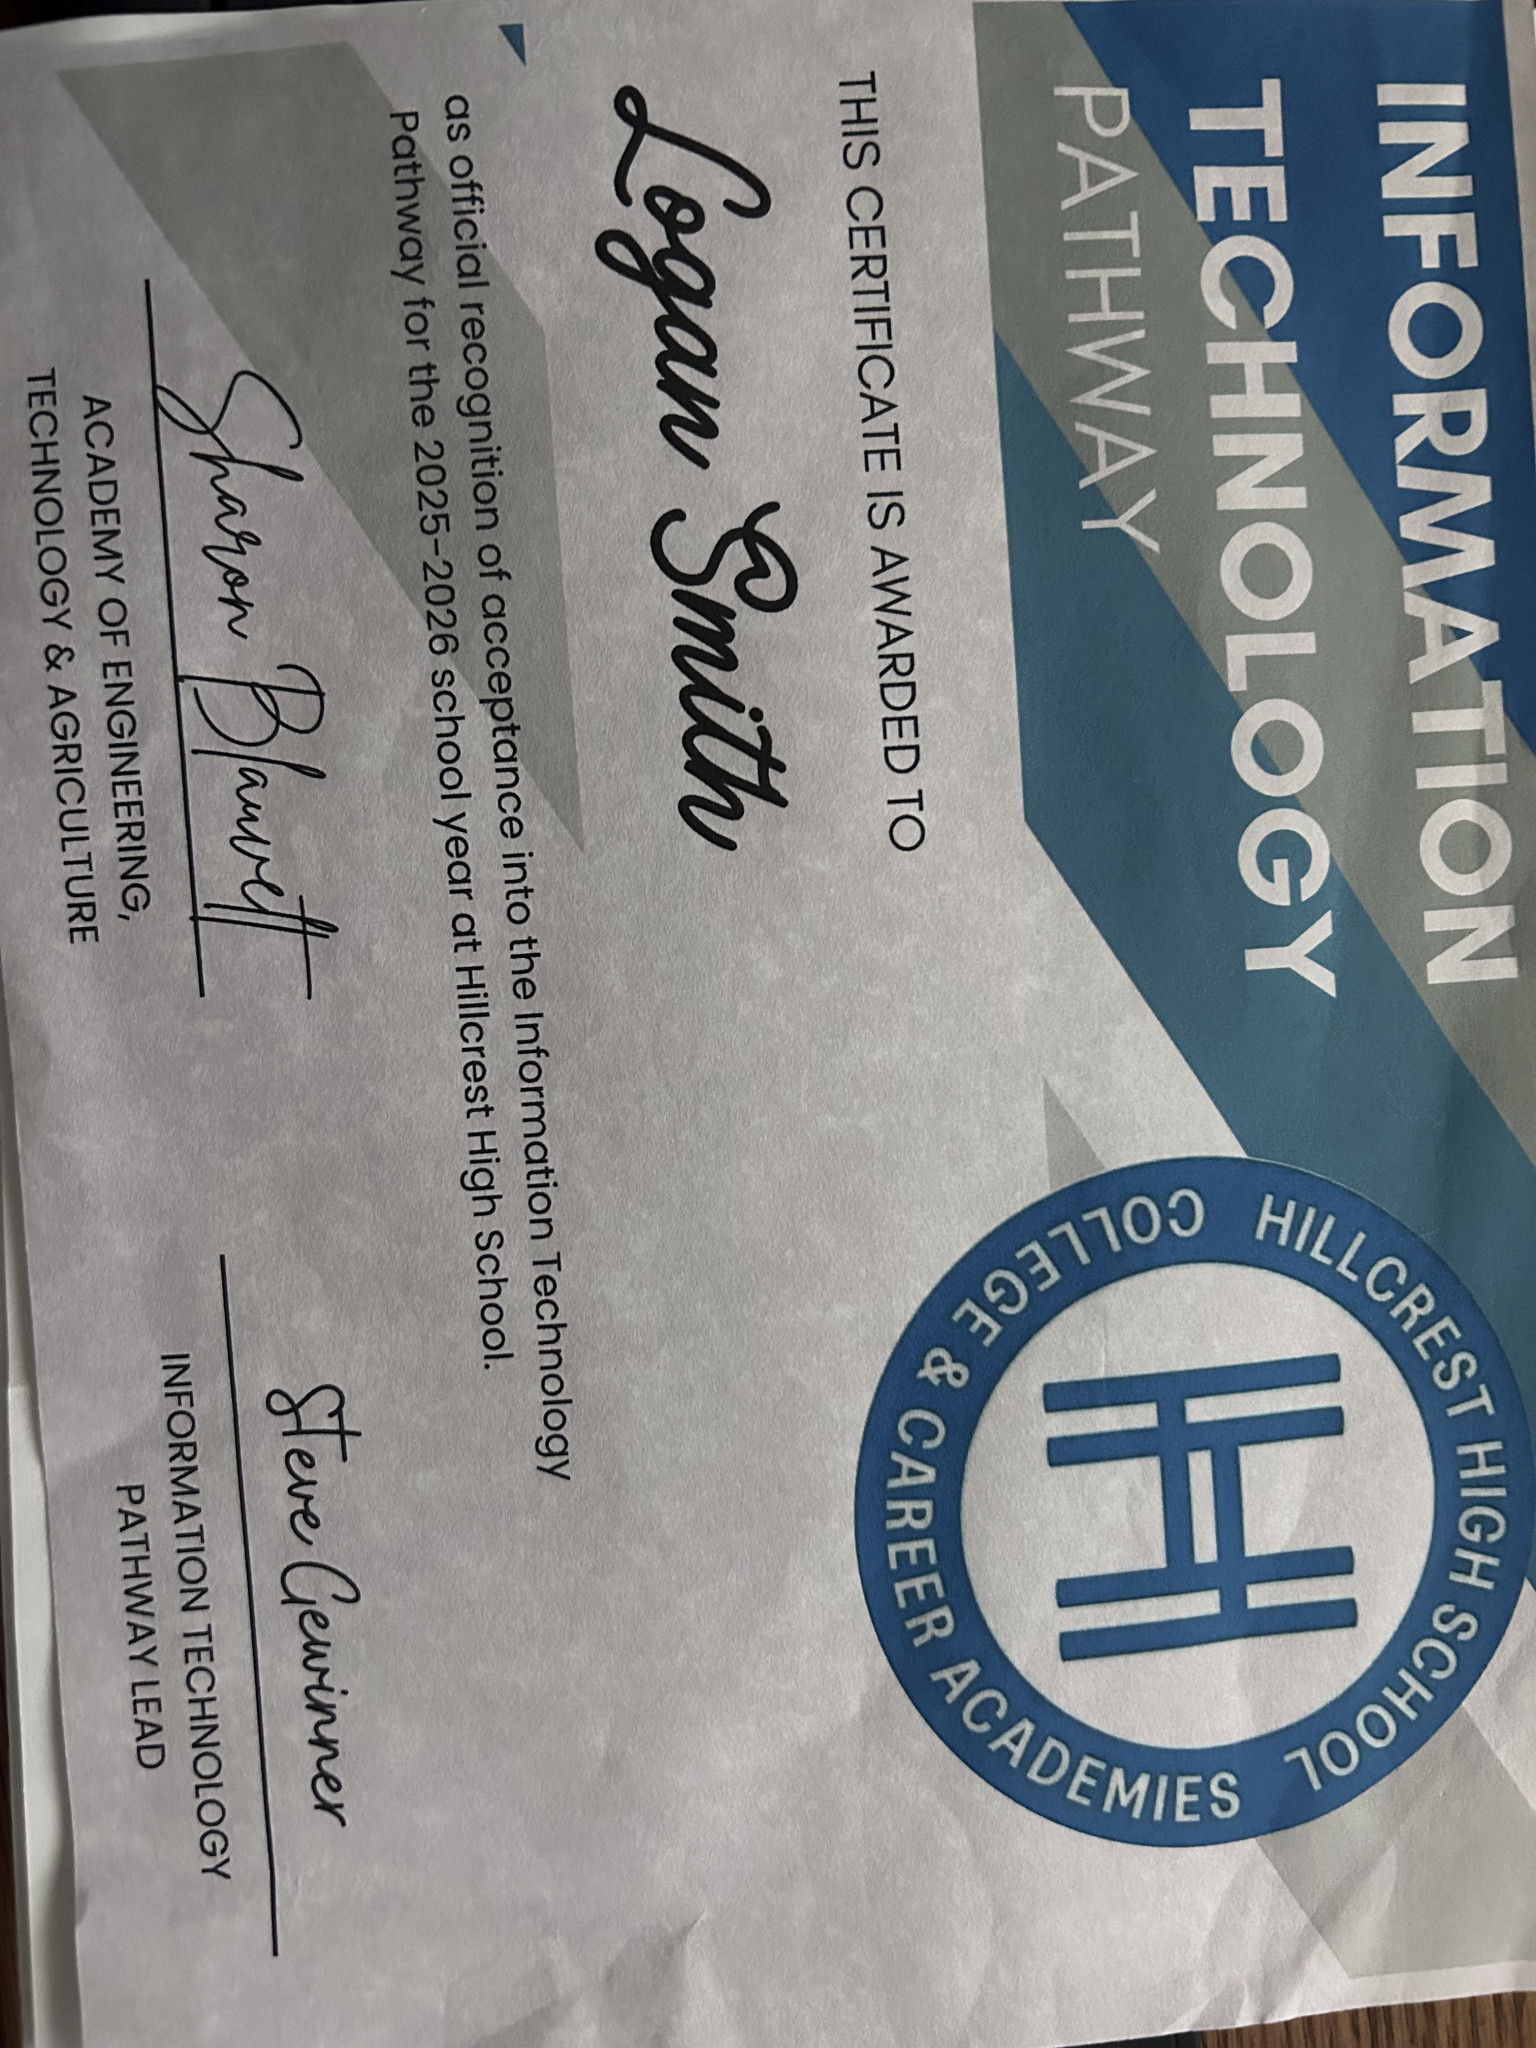 INFORMATION
TECHNOLOGY
PATHWAY
HILLCREST HIGH SCHOOL
COLLEGE & CAREER ACADEMIES
THIS CERTIFICATE IS AWARDED TO
Logan Smith
as official recognition of acceptance into the Information Technology
Pathway for the 2025-2026 school year at Hillcrest High School.
Sharon Blauvelt
ACADEMY OF ENGINEERING,
TECHNOLOGY & AGRICULTURE
Steve Gewinner
INFORMATION TECHNOLOGY
PATHWAY LEAD